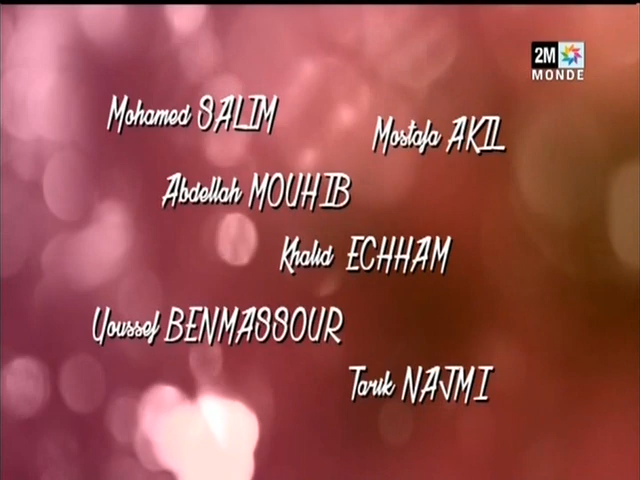 2M
MONDE
Mohamed SALIM
Mostafa AKIL
Abdellah MOUHIB
Khalid ECHHAM
Youssef BENMASSOUR
Tarik NAJMI